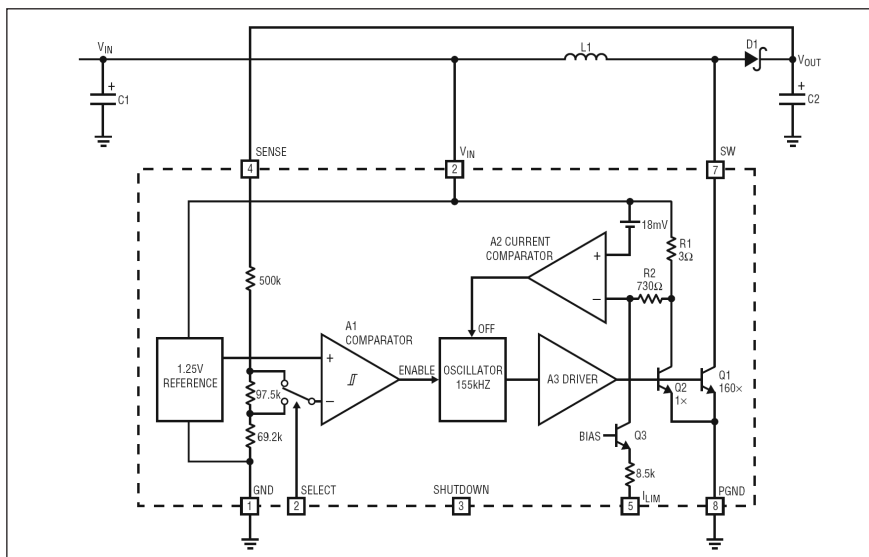 VIN
L1
D1
VOUT
+
C1
+
C2
SENSE
VIN
SW
4
2
7
18mV
A2 CURRENT
COMPARATOR
+
−
R1
3Ω
R2
730Ω
500k
A1
COMPARATOR
OFF
1.25V
REFERENCE
+
−
ENABLE
OSCILLATOR
155kHZ
A3 DRIVER
Q2
1×
Q1
160×
97.5k
69.2k
BIAS
Q3
8.5k
GND
SELECT
SHUTDOWN
ILIM
PGND
1
2
3
5
8